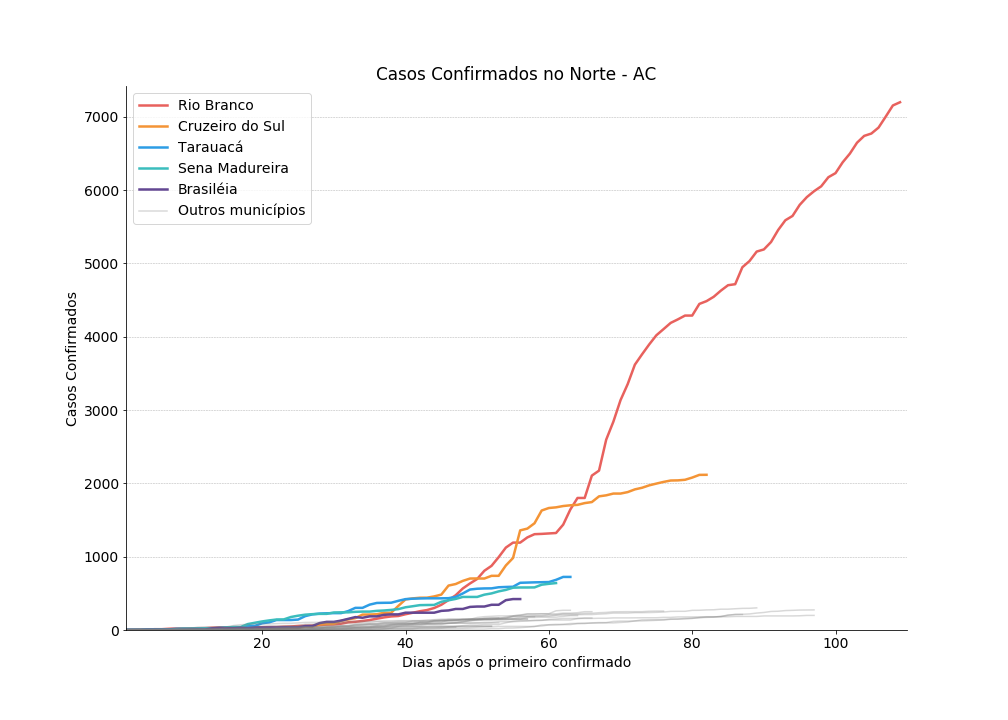 Casos Confirmados no Norte - AC
Rio Branco
Cruzeiro do Sul
Tarauacá
Sena Madureira
Brasiléia
Outros municípios
Casos Confirmados
7000
6000
5000
4000
3000
2000
1000
0
20 40 60 80 100
Dias após o primeiro confirmado